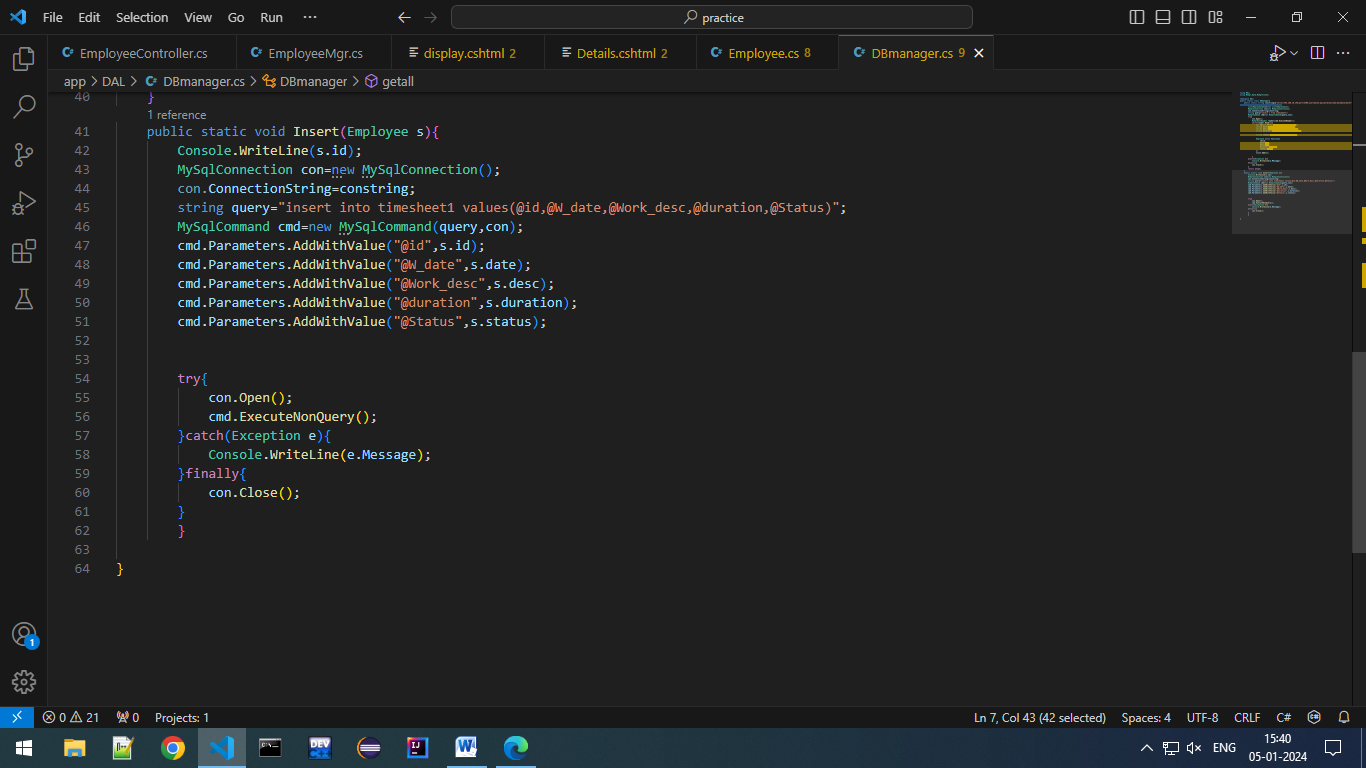 File Edit Selection View Go Run ··· practice
EmployeeController.cs EmployeeMgr.cs display.cshtml 2 Details.cshtml 2 Employee.cs 8 DBmanager.cs 9
app > DAL > DBmanager.cs > DBmanager > getall
40 }
1 reference
41 public static void Insert(Employee s){
42 Console.WriteLine(s.id);
43 MySqlConnection con=new MySqlConnection();
44 con.ConnectionString=constring;
45 string query="insert into timesheet1 values(@id,@W_date,@Work_desc,@duration,@Status)";
46 MySqlCommand cmd=new MySqlCommand(query,con);
47 cmd.Parameters.AddWithValue("@id",s.id);
48 cmd.Parameters.AddWithValue("@W_date",s.date);
49 cmd.Parameters.AddWithValue("@Work_desc",s.desc);
50 cmd.Parameters.AddWithValue("@duration",s.duration);
51 cmd.Parameters.AddWithValue("@Status",s.status);
52
53
54 try{
55 con.Open();
56 cmd.ExecuteNonQuery();
57 }catch(Exception e){
58 Console.WriteLine(e.Message);
59 }finally{
60 con.Close();
61 }
62 }
63
64 }
1
0 21 0 Projects: 1 Ln 7, Col 43 (42 selected) Spaces: 4 UTF-8 CRLF C#
DEV IJ W ENG 15:40
05-01-2024